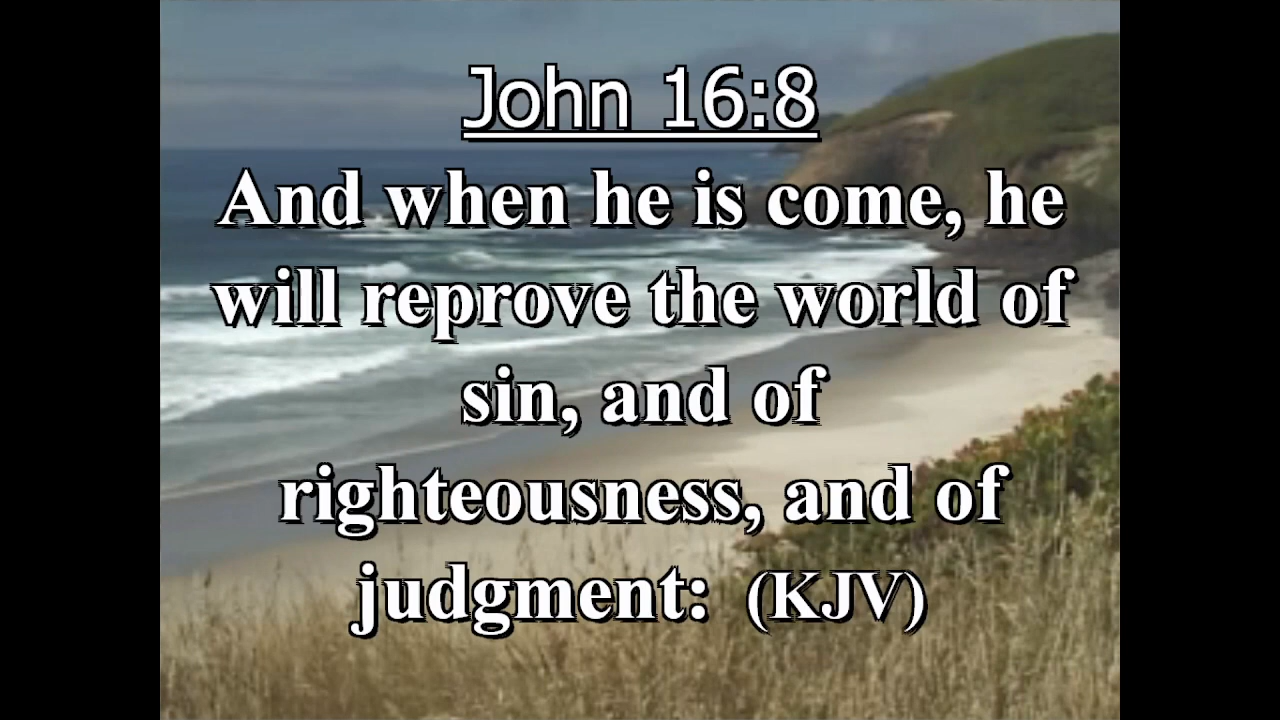 John 16:8
And when he is come, he
will reprove the world of
sin, and of
righteousness, and of
judgment: (KJV)